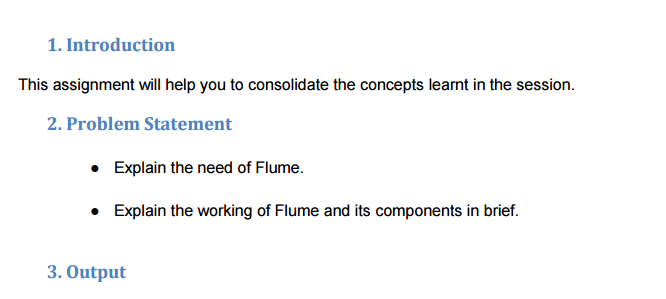 1. Introduction
This assignment will help you to consolidate the concepts learnt in the session.
2. Problem Statement
● Explain the need of Flume.
● Explain the working of Flume and its components in brief.
3. Output